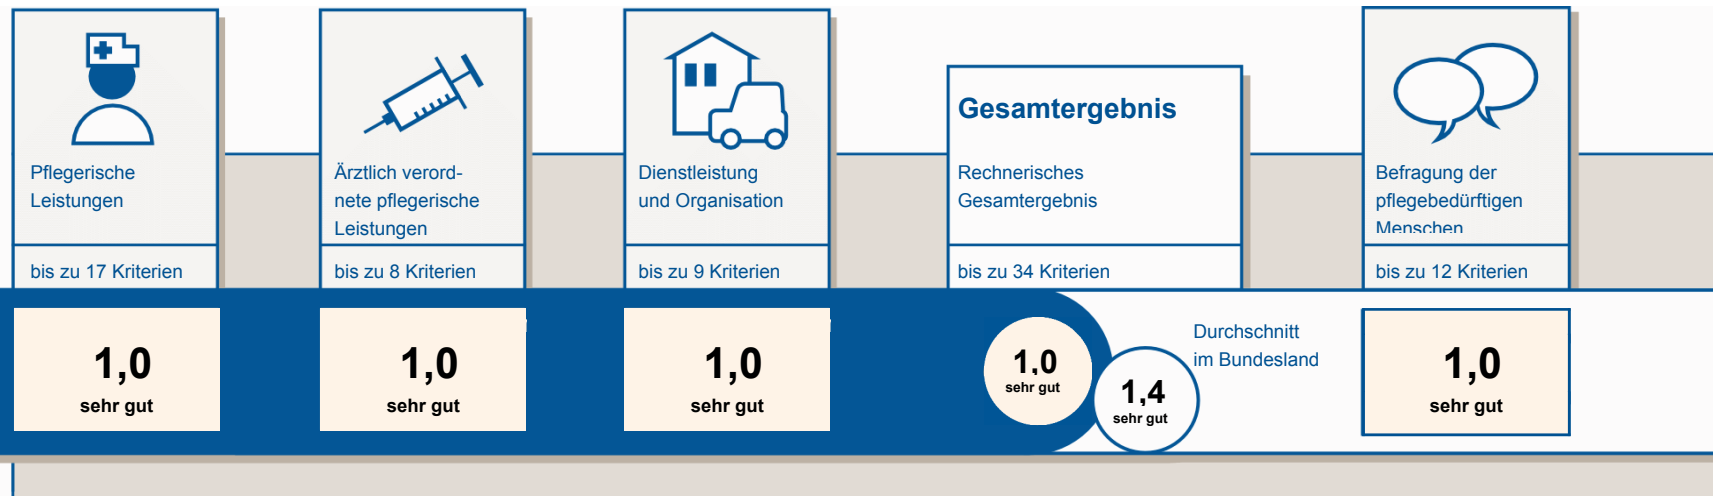 Pflegerische
Leistungen
bis zu 17 Kriterien
1,0
sehr gut
Ärztlich verord-
nete pflegerische
Leistungen
bis zu 8 Kriterien
1,0
sehr gut
Dienstleistung
und Organisation
bis zu 9 Kriterien
1,0
sehr gut
Gesamtergebnis
Rechnerisches
Gesamtergebnis
bis zu 34 Kriterien
1,0
sehr gut
1,4
sehr gut
Durchschnitt
im Bundesland
Befragung der
pflegebedürftigen
Menschen
bis zu 12 Kriterien
1,0
sehr gut